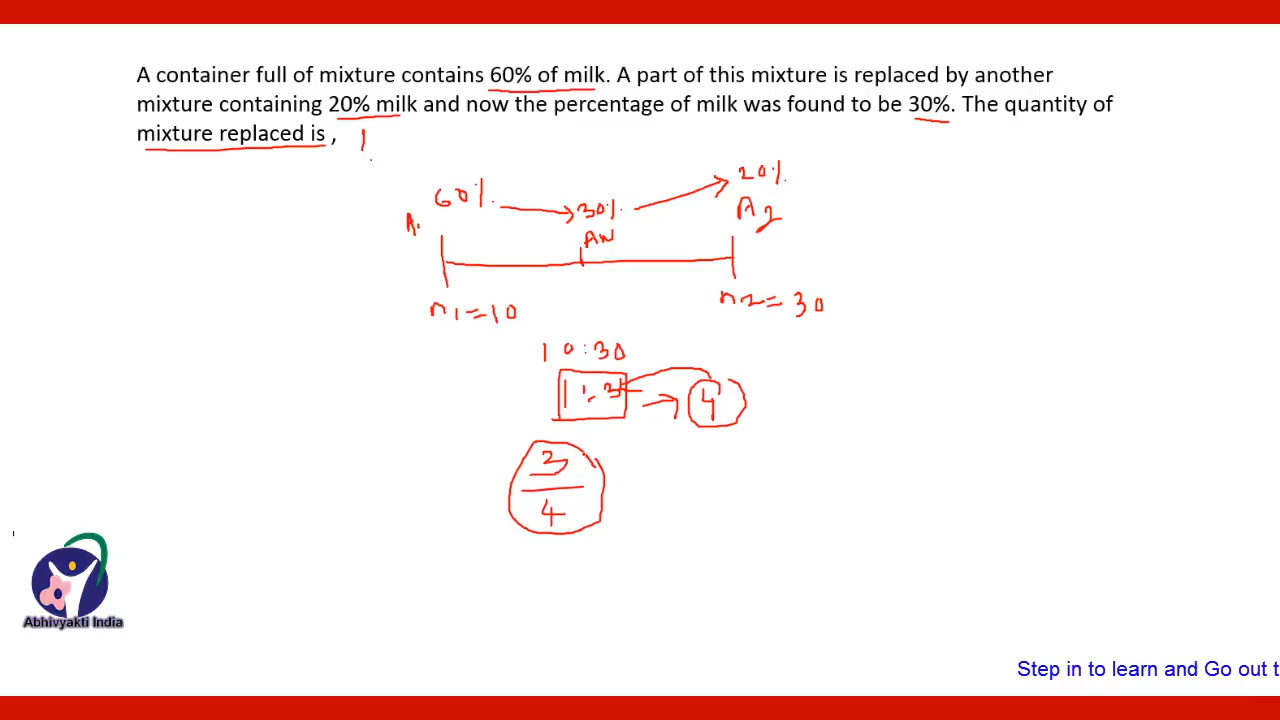 A container full of mixture contains 60% of milk. A part of this mixture is replaced by another
mixture containing 20% milk and now the percentage of milk was found to be 30%. The quantity of
mixture replaced is , 1
60% 30% 20%
A1 AW A2
n1=10 n2=30
10:30
1:3 4
3
4
Abhivyakti India
Step in to learn and Go out t